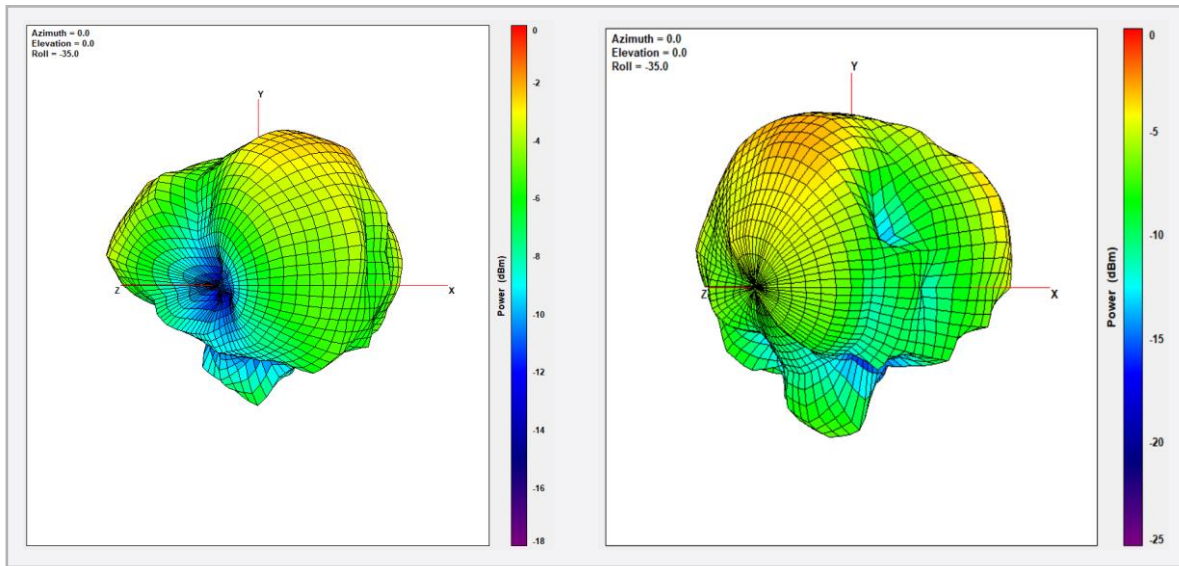 Azimuth = 0.0
Elevation = 0.0
Roll = -35.0
Y
Z
X
0
-2
-4
-6
-8
-10
-12
-14
-16
-18
Power (dBm)
Azimuth = 0.0
Elevation = 0.0
Roll = -35.0
Y
Z
X
0
-5
-10
-15
-20
-25
Power (dBm)